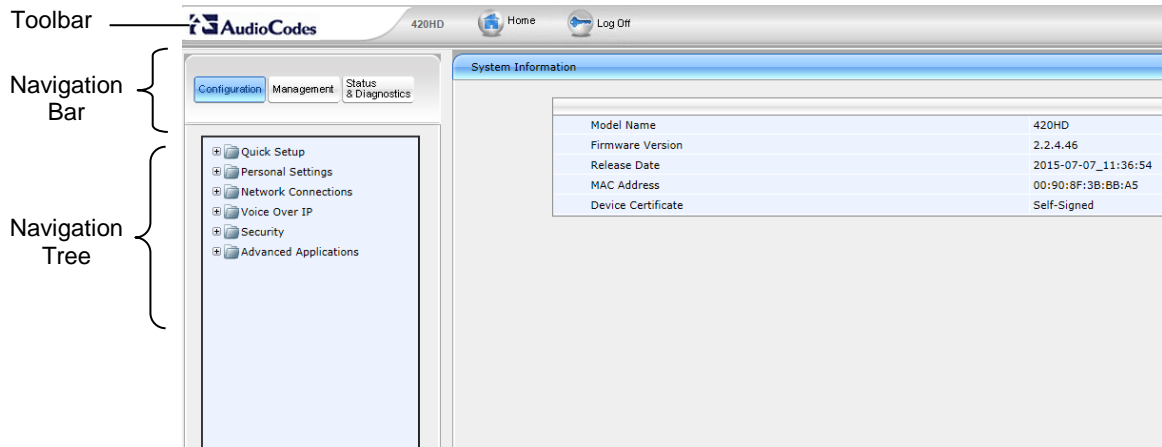 Toolbar
AudioCodes
420HD
Home
Log Off
Navigation
Bar
Configuration
Management
Status
& Diagnostics
Navigation
Tree
Quick Setup
Personal Settings
Network Connections
Voice Over IP
Security
Advanced Applications
System Information
Model Name 420HD
Firmware Version 2.2.4.46
Release Date 2015-07-07_11:36:54
MAC Address 00:90:8F:3B:BB:A5
Device Certificate Self-Signed